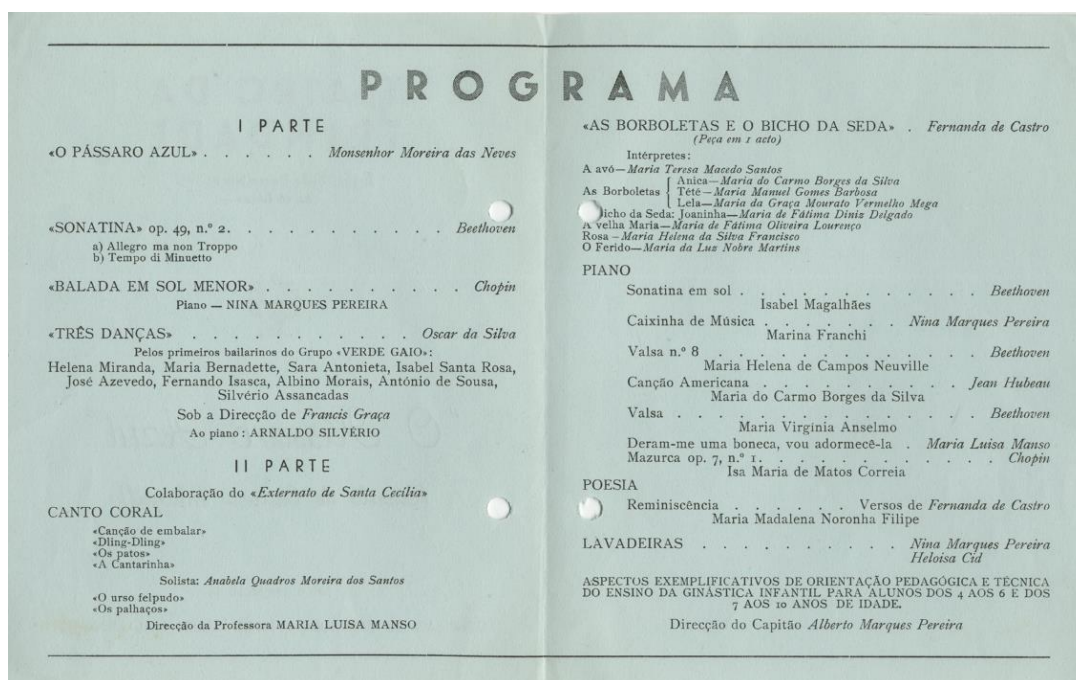 PROGRAMA
I PARTE
«O PÁSSARO AZUL» . . . . . . Monsenhor Moreira das Neves
«SONATINA» op. 49, n.º 2. . . . . . . . . . . Beethoven
a) Allegro ma non Troppo
b) Tempo di Minuetto
«BALADA EM SOL MENOR» . . . . . . . . . . Chopin
Piano — NINA MARQUES PEREIRA
«TRÊS DANÇAS» . . . . . . . . . . . Oscar da Silva
Pelos primeiros bailarinos do Grupo «VERDE GAIO»:
Helena Miranda, Maria Bernadette, Sara Antonieta, Isabel Santa Rosa,
José Azevedo, Fernando Isasca, Albino Morais, António de Sousa,
Silvério Assancadas
Sob a Direcção de Francis Graça
Ao piano : ARNALDO SILVÉRIO
II PARTE
Colaboração do «Externato de Santa Cecília»
CANTO CORAL
«Canção de embalar»
«Dling-Dling»
«Os patos»
«A Cantarinha»
Solista: Anabela Quadros Moreira dos Santos
«O urso felpudo»
«Os palhaços»
Direcção da Professora MARIA LUISA MANSO
«AS BORBOLETAS E O BICHO DA SEDA» . Fernanda de Castro
(Peça em 1 acto)
Intérpretes:
A avó—Maria Teresa Macedo Santos
Anica—Maria do Carmo Borges da Silva
As Borboletas { Tété—Maria Manuel Gomes Barbosa
Lela—Maria da Graça Mourato Vermelho Mega
icho da Seda: Joaninha—Maria de Fátima Diniz Delgado
A velha Maria—Maria de Fátima Oliveira Lourenço
Rosa—Maria Helena da Silva Francisco
O Ferido—Maria da Luz Nobre Martins
PIANO
Sonatina em sol . . . . . . . . . . . . . Beethoven
Isabel Magalhães
Caixinha de Música . . . . . . . Nina Marques Pereira
Marina Franchi
Valsa n.º 8 . . . . . . . . . . . . . . Beethoven
Maria Helena de Campos Neuville
Canção Americana . . . . . . . . . . . Jean Hubeau
Maria do Carmo Borges da Silva
Valsa . . . . . . . . . . . . . . . . Beethoven
Maria Virginia Anselmo
Deram-me uma boneca, vou adormecê-la . Maria Luisa Manso
Mazurca op. 7, n.º 1. . . . . . . . . . . . . Chopin
Isa Maria de Matos Correia
POESIA
Reminiscência . . . . . . Versos de Fernanda de Castro
Maria Madalena Noronha Filipe
LAVADEIRAS . . . . . . . . . . Nina Marques Pereira
Heloisa Cid
ASPECTOS EXEMPLIFICATIVOS DE ORIENTAÇÃO PEDAGÓGICA E TÉCNICA
DO ENSINO DA GINÁSTICA INFANTIL PARA ALUNOS DOS 4 AOS 6 E DOS
7 AOS 10 ANOS DE IDADE.
Direcção do Capitão Alberto Marques Pereira